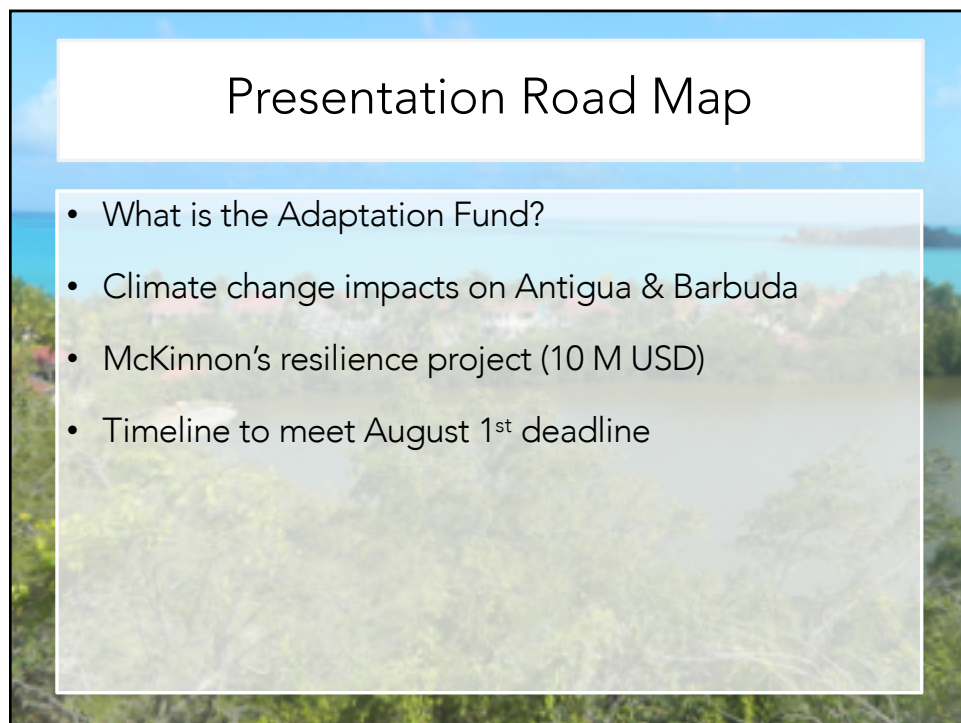 Presentation Road Map
• What is the Adaptation Fund?
• Climate change impacts on Antigua & Barbuda
• McKinnon’s resilience project (10 M USD)
• Timeline to meet August 1st deadline